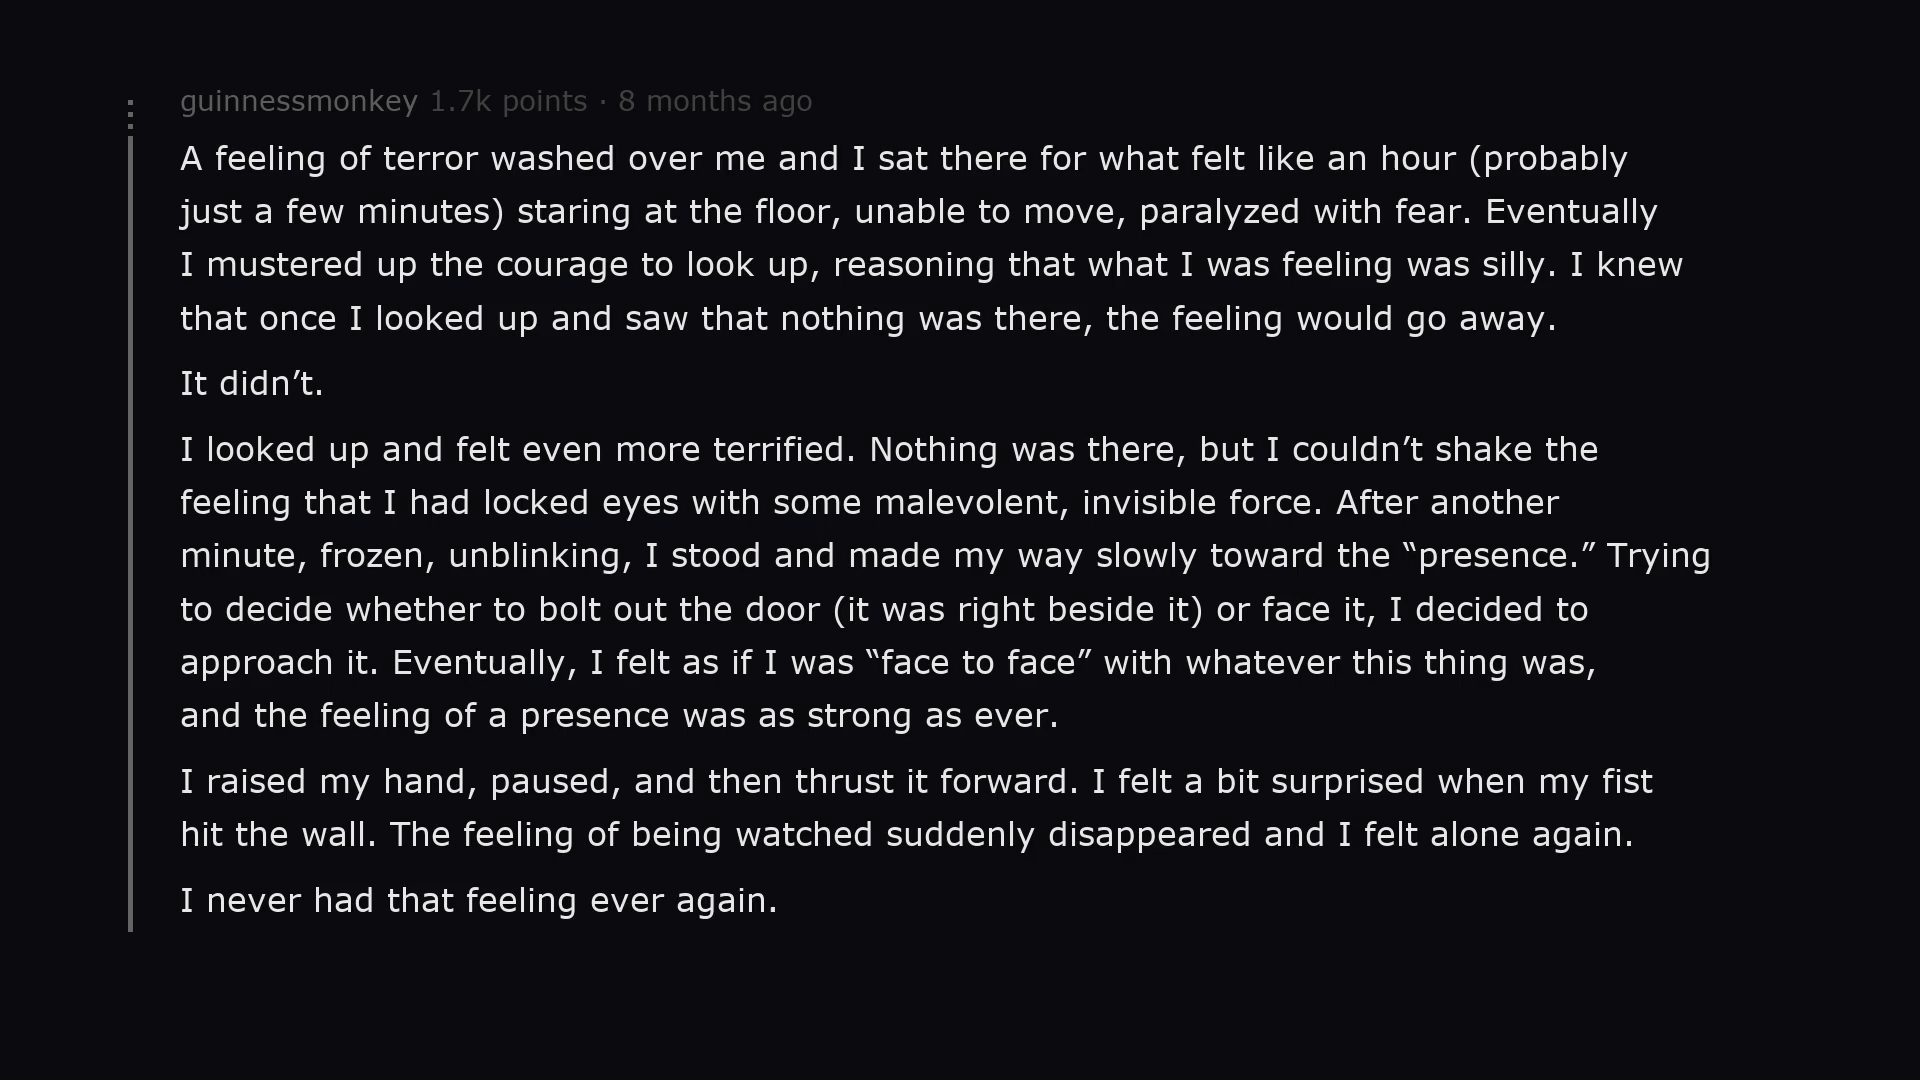 guinnessmonkey 1.7k points · 8 months ago
A feeling of terror washed over me and I sat there for what felt like an hour (probably
just a few minutes) staring at the floor, unable to move, paralyzed with fear. Eventually
I mustered up the courage to look up, reasoning that what I was feeling was silly. I knew
that once I looked up and saw that nothing was there, the feeling would go away.
It didn’t.
I looked up and felt even more terrified. Nothing was there, but I couldn’t shake the
feeling that I had locked eyes with some malevolent, invisible force. After another
minute, frozen, unblinking, I stood and made my way slowly toward the “presence.” Trying
to decide whether to bolt out the door (it was right beside it) or face it, I decided to
approach it. Eventually, I felt as if I was “face to face” with whatever this thing was,
and the feeling of a presence was as strong as ever.
I raised my hand, paused, and then thrust it forward. I felt a bit surprised when my fist
hit the wall. The feeling of being watched suddenly disappeared and I felt alone again.
I never had that feeling ever again.